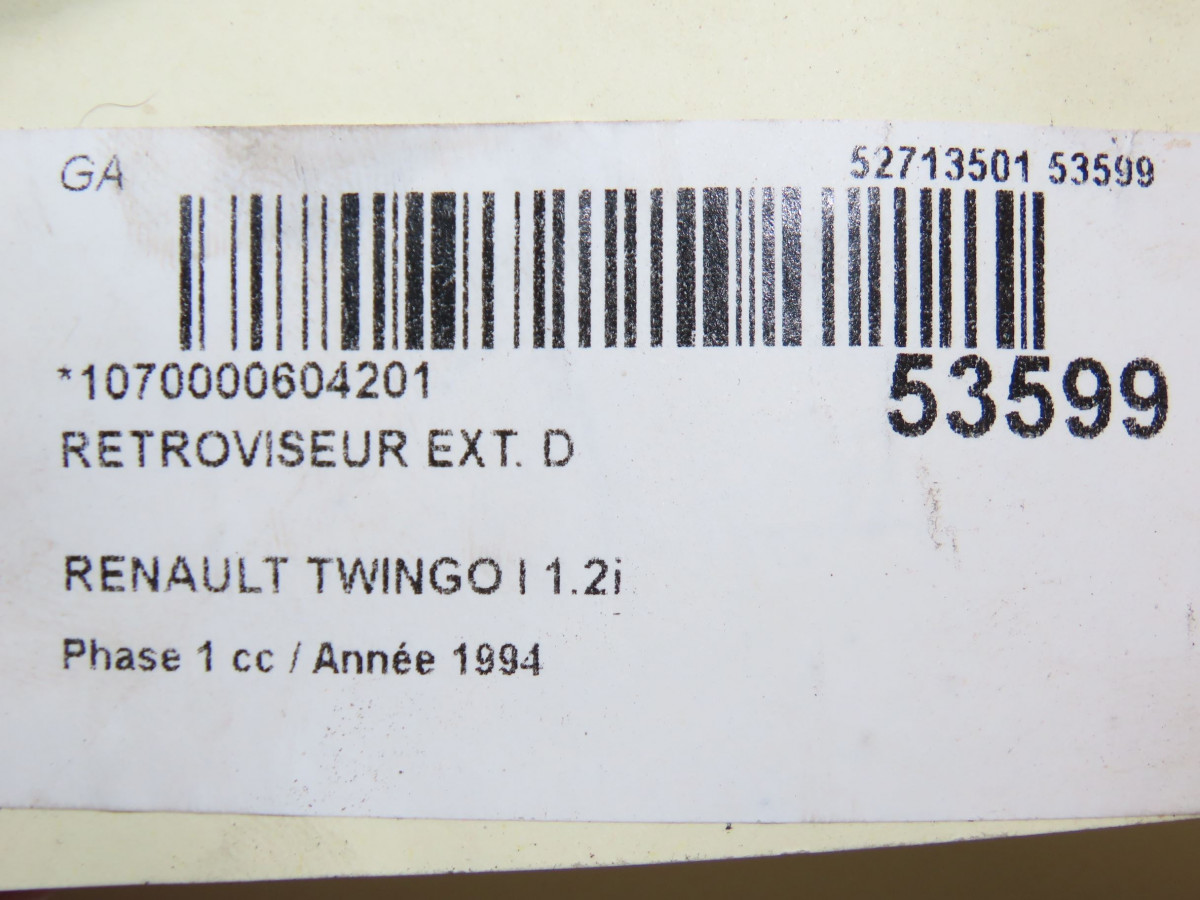 GA
52713501 53599
*1070000604201
53599
RETROVISEUR EXT. D
RENAULT TWINGO I 1.2i
Phase 1 cc / Année 1994